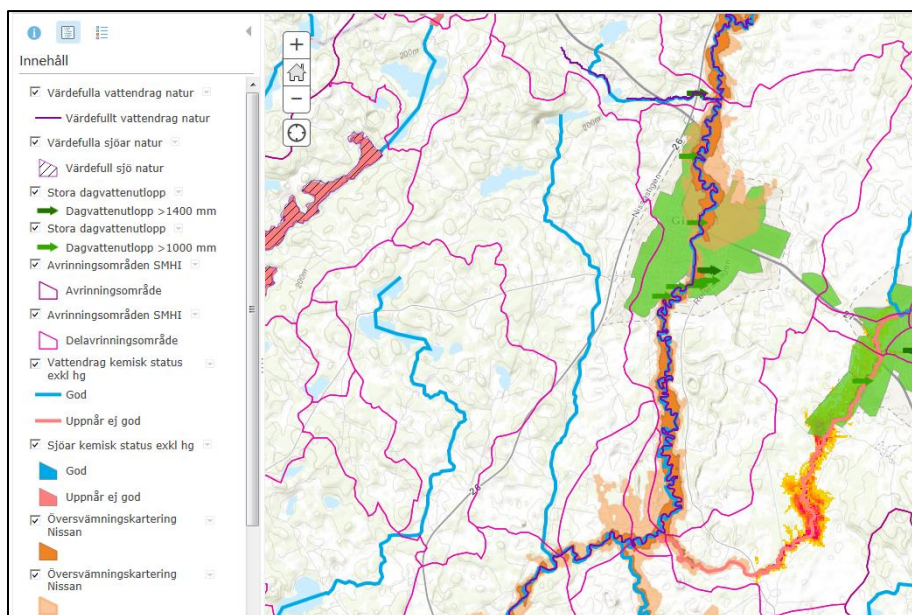 Innehåll
Värdefulla vattendrag natur
Värdefullt vattendrag natur
Värdefulla sjöar natur
Värdefull sjö natur
Stora dagvattenutlopp
Dagvattenutlopp >1400 mm
Stora dagvattenutlopp
Dagvattenutlopp >1000 mm
Avrinningsområden SMHI
Avrinningsområde
Avrinningsområden SMHI
Delavrinningsområde
Vattendrag kemisk status
exkl hg
God
Uppnår ej god
Sjöar kemisk status exkl hg
God
Uppnår ej god
Översvämningskartering
Nissan
Översvämningskartering
Nissan
+
−
200m
200m
200m
200m
26
Nissastigen
26
27